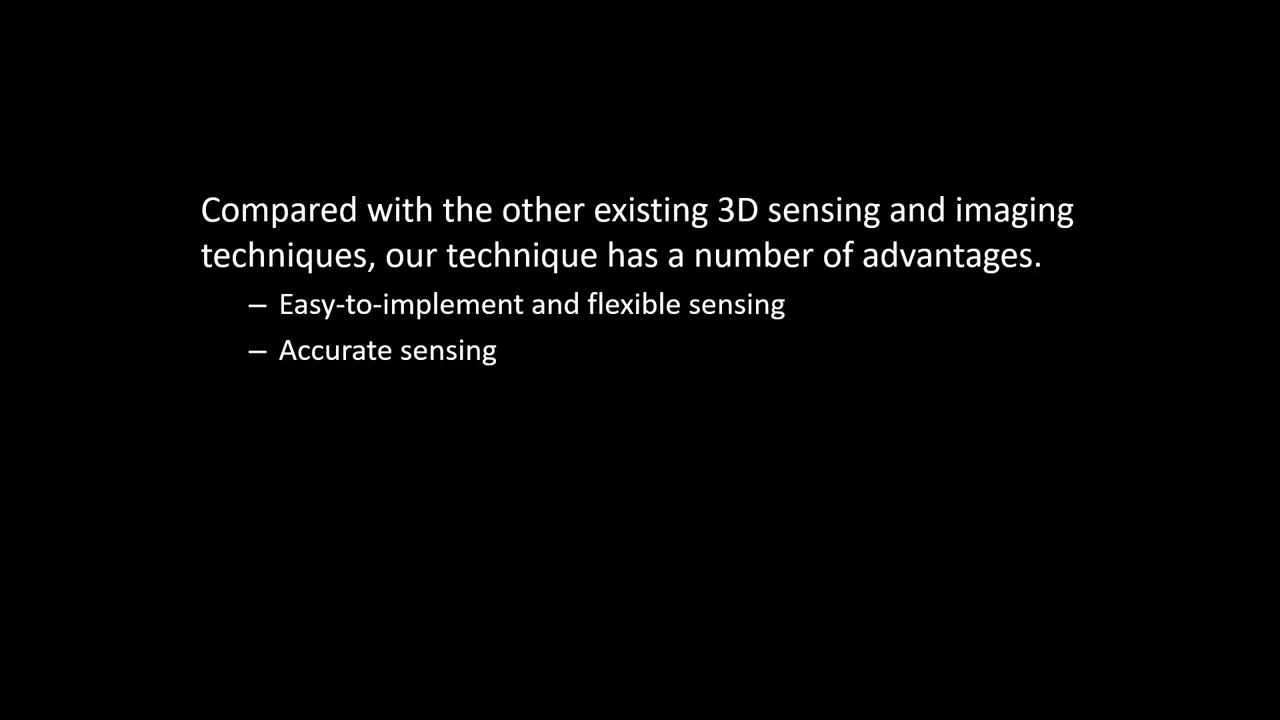 Compared with the other existing 3D sensing and imaging
techniques, our technique has a number of advantages.
– Easy-to-implement and flexible sensing
– Accurate sensing